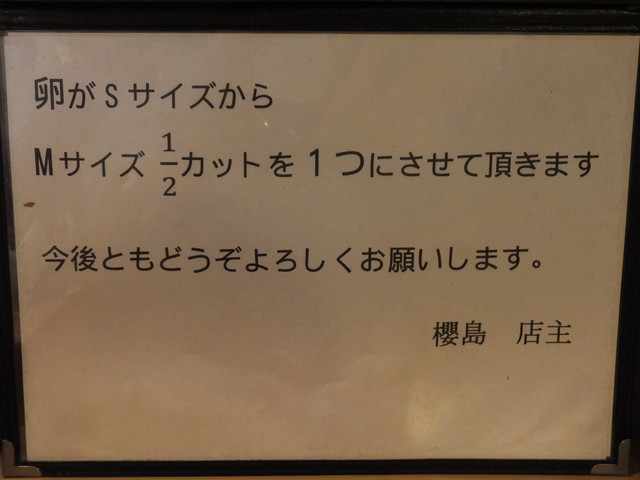 卵がSサイズから
Mサイズ 1/2カットを1つにさせて頂きます
今後ともどうぞよろしくお願いします。
櫻島 店主